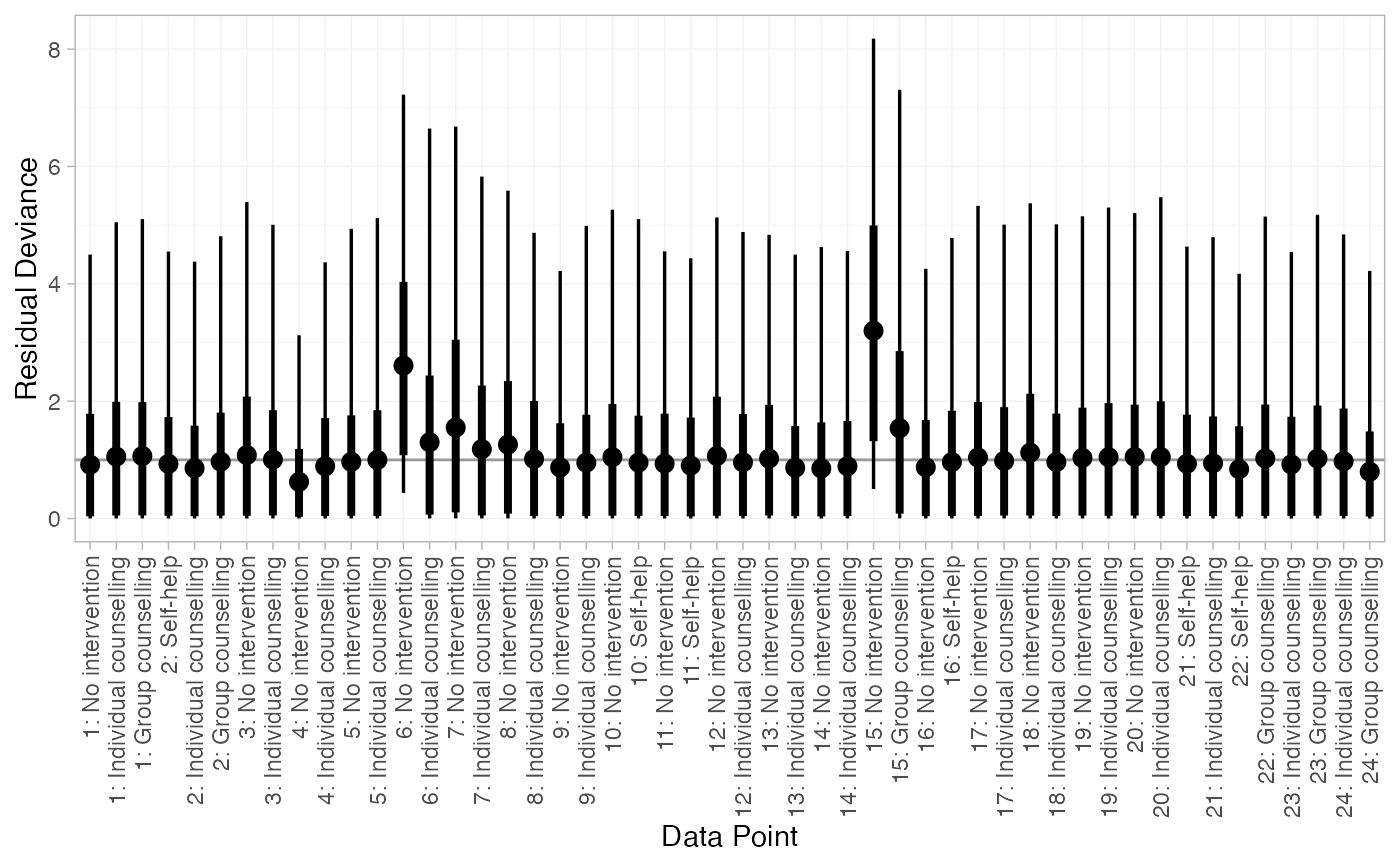 Residual Deviance
8
6
4
2
0
1: No intervention
1: Individual counselling
1: Group counselling
2: Self-help
2: Individual counselling
2: Group counselling
3: No intervention
3: Individual counselling
4: No intervention
4: Individual counselling
5: No intervention
5: Individual counselling
6: No intervention
6: Individual counselling
7: No intervention
7: Individual counselling
8: No intervention
8: Individual counselling
9: No intervention
9: Individual counselling
10: No intervention
10: Self-help
11: No intervention
11: Self-help
12: No intervention
12: Individual counselling
13: No intervention
13: Individual counselling
14: No intervention
14: Individual counselling
15: No intervention
15: Group counselling
16: No intervention
16: Self-help
17: No intervention
17: Individual counselling
18: No intervention
18: Individual counselling
19: No intervention
19: Individual counselling
20: No intervention
20: Individual counselling
21: Self-help
21: Individual counselling
22: Self-help
22: Group counselling
23: Individual counselling
23: Group counselling
24: Individual counselling
24: Group counselling
Data Point